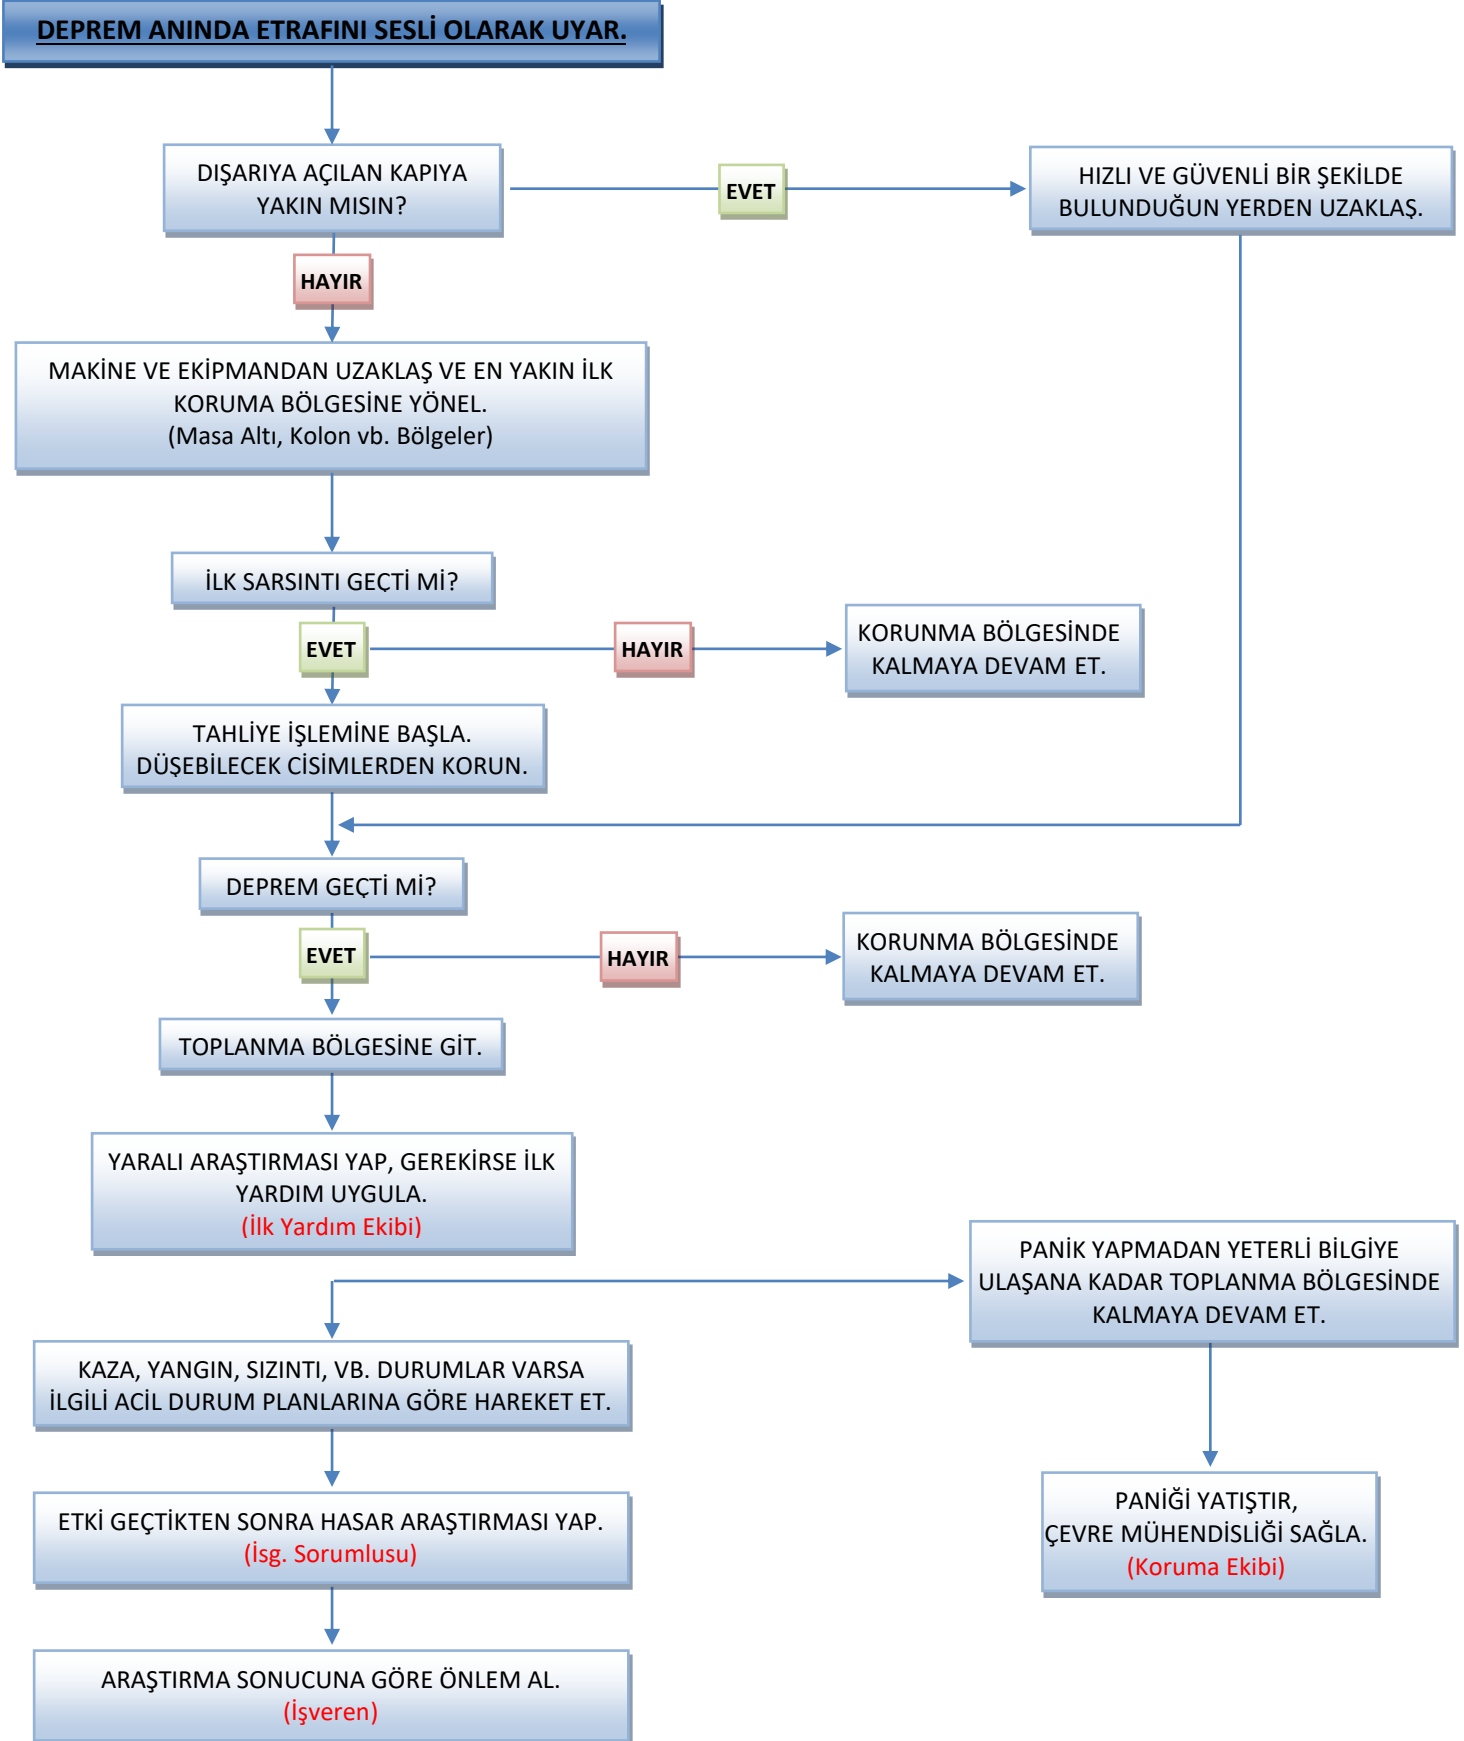 DEPREM ANINDA ETRAFINI SESLİ OLARAK UYAR.
DIŞARIYA AÇILAN KAPIYA
YAKIN MISIN?
EVET
HIZLI VE GÜVENLİ BİR ŞEKİLDE
BULUNDUĞUN YERDEN UZAKLAŞ.
HAYIR
MAKİNE VE EKİPMANDAN UZAKLAŞ VE EN YAKIN İLK
KORUMA BÖLGESİNE YÖNEL.
(Masa Altı, Kolon vb. Bölgeler)
İLK SARSINTI GEÇTİ Mİ?
EVET
HAYIR
KORUNMA BÖLGESİNDE
KALMAYA DEVAM ET.
TAHLİYE İŞLEMİNE BAŞLA.
DÜŞEBİLECEK CİSİMLERDEN KORUN.
DEPREM GEÇTİ Mİ?
EVET
HAYIR
KORUNMA BÖLGESİNDE
KALMAYA DEVAM ET.
TOPLANMA BÖLGESİNE GİT.
YARALI ARAŞTIRMASI YAP, GEREKİRSE İLK
YARDIM UYGULA.
(İlk Yardım Ekibi)
PANİK YAPMADAN YETERLİ BİLGİYE
ULAŞANA KADAR TOPLANMA BÖLGESİNDE
KALMAYA DEVAM ET.
KAZA, YANGIN, SIZINTI, VB. DURUMLAR VARSA
İLGİLİ ACİL DURUM PLANLARINA GÖRE HAREKET ET.
ETKİ GEÇTİKTEN SONRA HASAR ARAŞTIRMASI YAP.
(İsg. Sorumlusu)
PANİĞİ YATIŞTIR,
ÇEVRE MÜHENDİSLİĞİ SAĞLA.
(Koruma Ekibi)
ARAŞTIRMA SONUCUNA GÖRE ÖNLEM AL.
(İşveren)